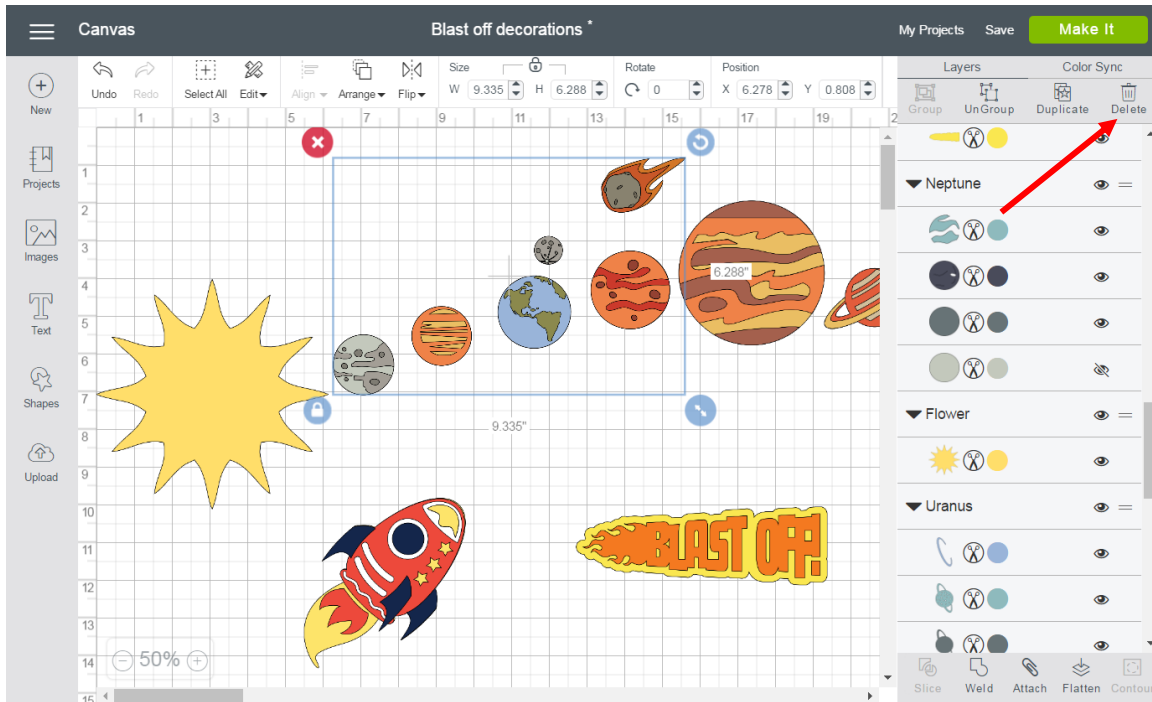 Canvas
Blast off decorations *
My Projects
Save
Make It
Undo
Redo
Select All
Edit
Align
Arrange
Flip
Size
W 9.335
H 6.288
Rotate
0
Position
X 6.278
Y 0.808
Layers
Color Sync
Group
UnGroup
Duplicate
Delete
New
Projects
Images
Text
Shapes
Upload
1 3 5 7 9 11 13 15 17 19 2
1
2
3
4
5
6
7
8
9
10
11
12
13
14
15
6.288"
9.335"
BLAST OFF!
50%
Neptune
Flower
Uranus
Slice
Weld
Attach
Flatten
Contour